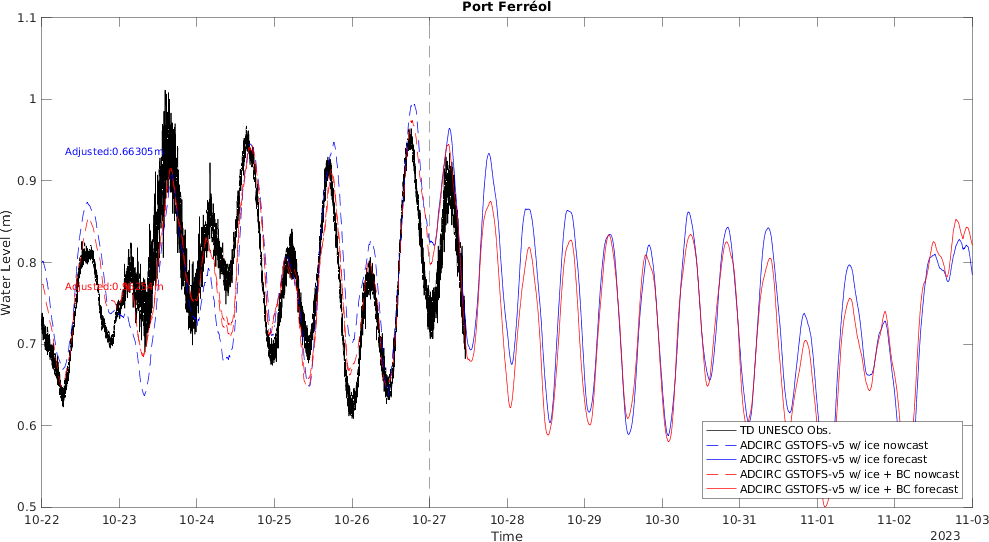 Port Ferréol
1.1
1
0.9
0.8
0.7
0.6
0.5
Water Level (m)
Adjusted:0.66305m
Adjusted:0.
TD UNESCO Obs.
ADCIRC GSTOFS-v5 w/ ice nowcast
ADCIRC GSTOFS-v5 w/ ice forecast
ADCIRC GSTOFS-v5 w/ ice + BC nowcast
ADCIRC GSTOFS-v5 w/ ice + BC forecast
10-22 10-23 10-24 10-25 10-26 10-27 10-28 10-29 10-30 10-31 11-01 11-02 11-03
Time
2023